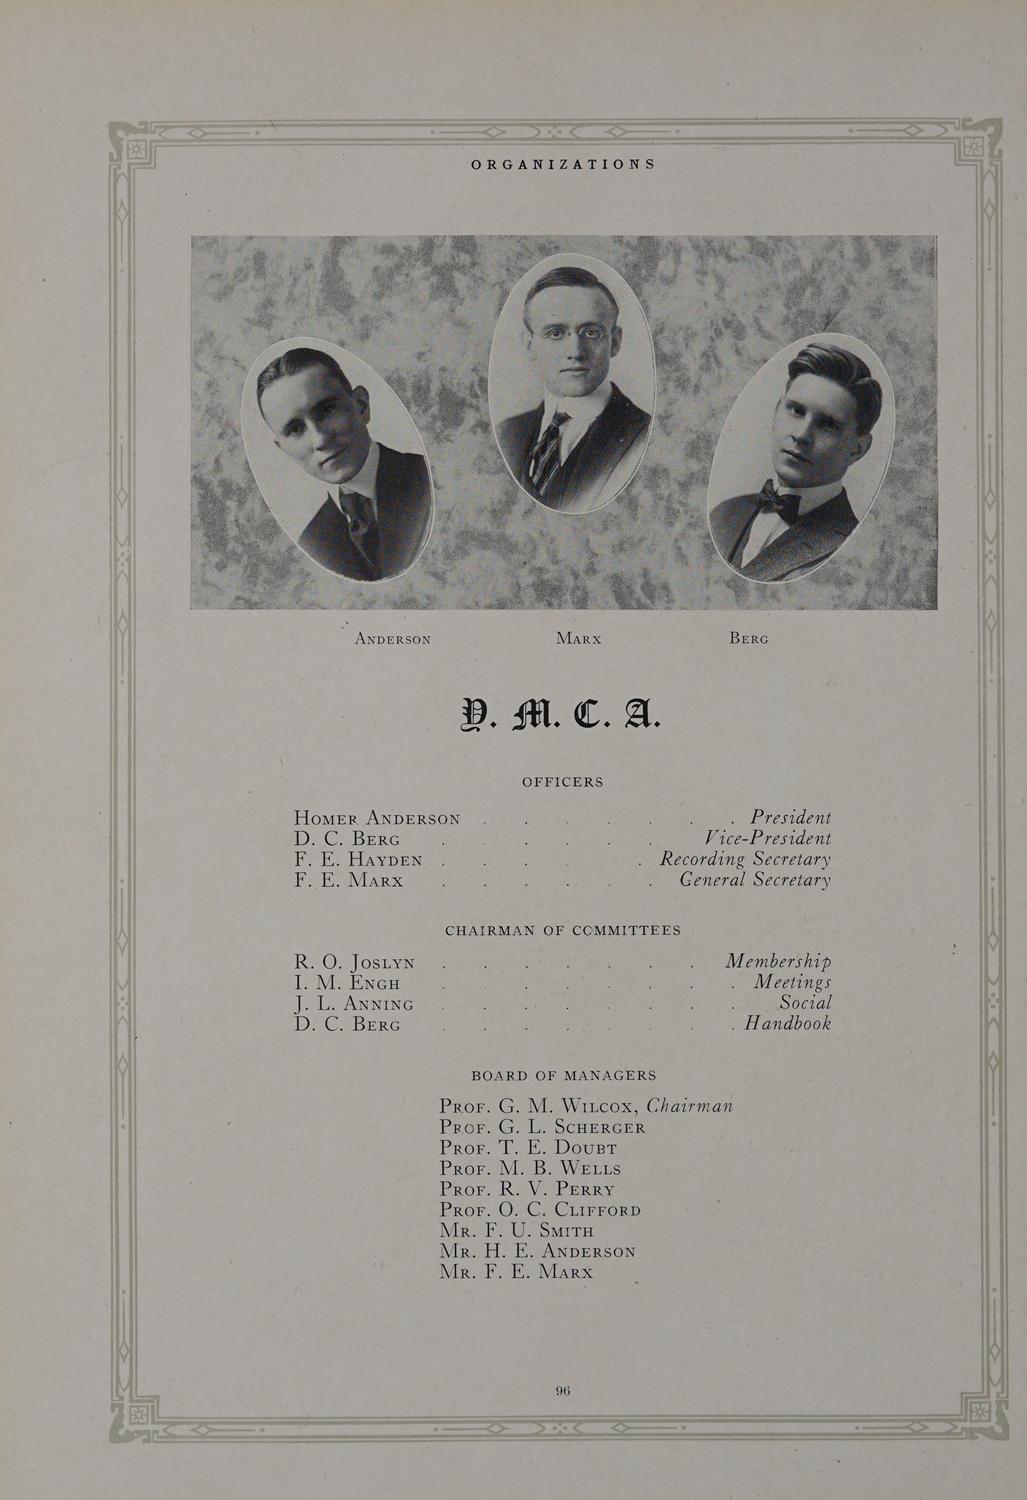 ORGANIZATIONS
ANDERSON MARX BERG
Y. M. C. A.
OFFICERS
HOMER ANDERSON . . . . . . . President
D. C. BERG . . . . . . Vice-President
F. E. HAYDEN . . . . . . Recording Secretary
F. E. MARX . . . . . . General Secretary
CHAIRMAN OF COMMITTEES
R. O. JOSLYN . . . . . . . Membership
I. M. ENGH . . . . . . . . Meetings
J. L. ANNING . . . . . . . . Social
D. C. BERG . . . . . . . . Handbook
BOARD OF MANAGERS
PROF. G. M. WILCOX, Chairman
PROF. G. L. SCHERGER
PROF. T. E. DOUBT
PROF. M. B. WELLS
PROF. R. V. PERRY
PROF. O. C. CLIFFORD
MR. F. U. SMITH
MR. H. E. ANDERSON
MR. F. E. MARX
96